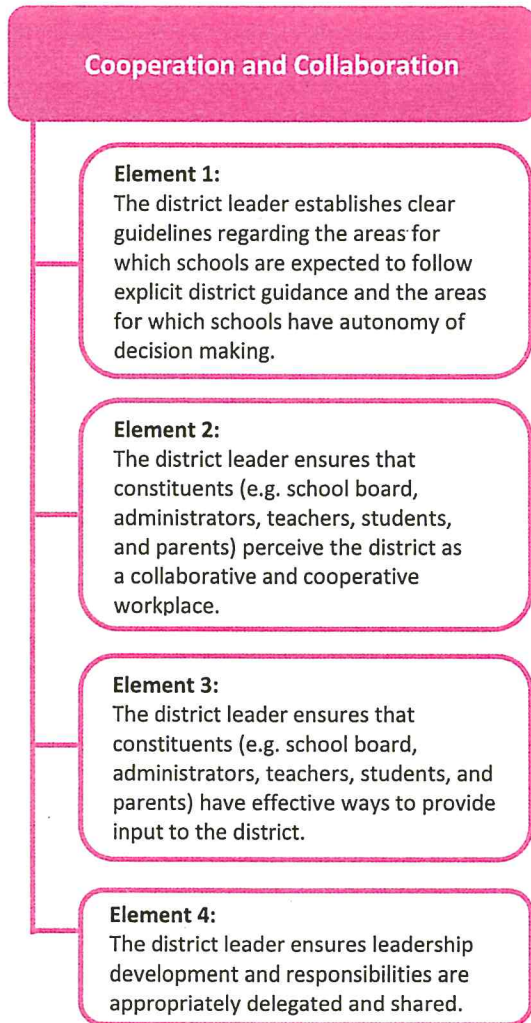 Cooperation and Collaboration
Element 1:
The district leader establishes clear
guidelines regarding the areas for
which schools are expected to follow
explicit district guidance and the areas
for which schools have autonomy of
decision making.
Element 2:
The district leader ensures that
constituents (e.g. school board,
administrators, teachers, students,
and parents) perceive the district as
a collaborative and cooperative
workplace.
Element 3:
The district leader ensures that
constituents (e.g. school board,
administrators, teachers, students, and
parents) have effective ways to provide
input to the district.
Element 4:
The district leader ensures leadership
development and responsibilities are
appropriately delegated and shared.